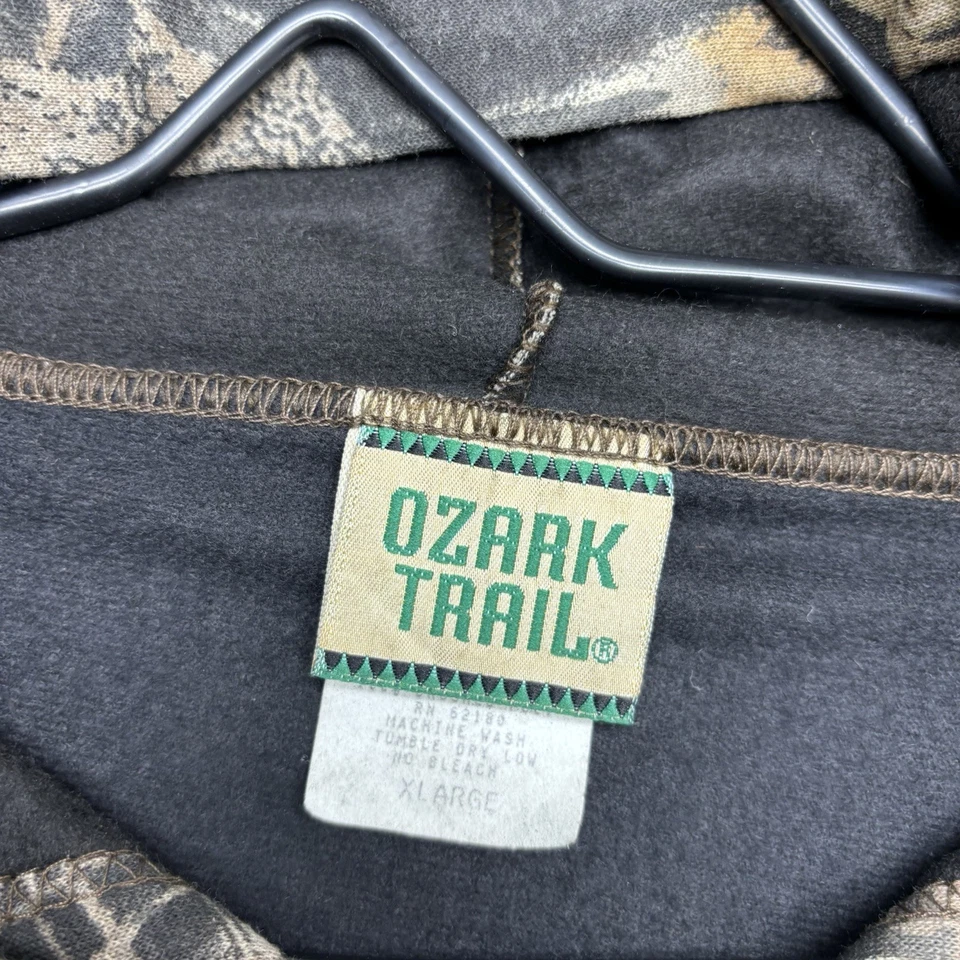 OZARK
TRAIL®
RN 52180
MACHINE WASH
TUMBLE DRY LOW
NO BLEACH
XLARGE